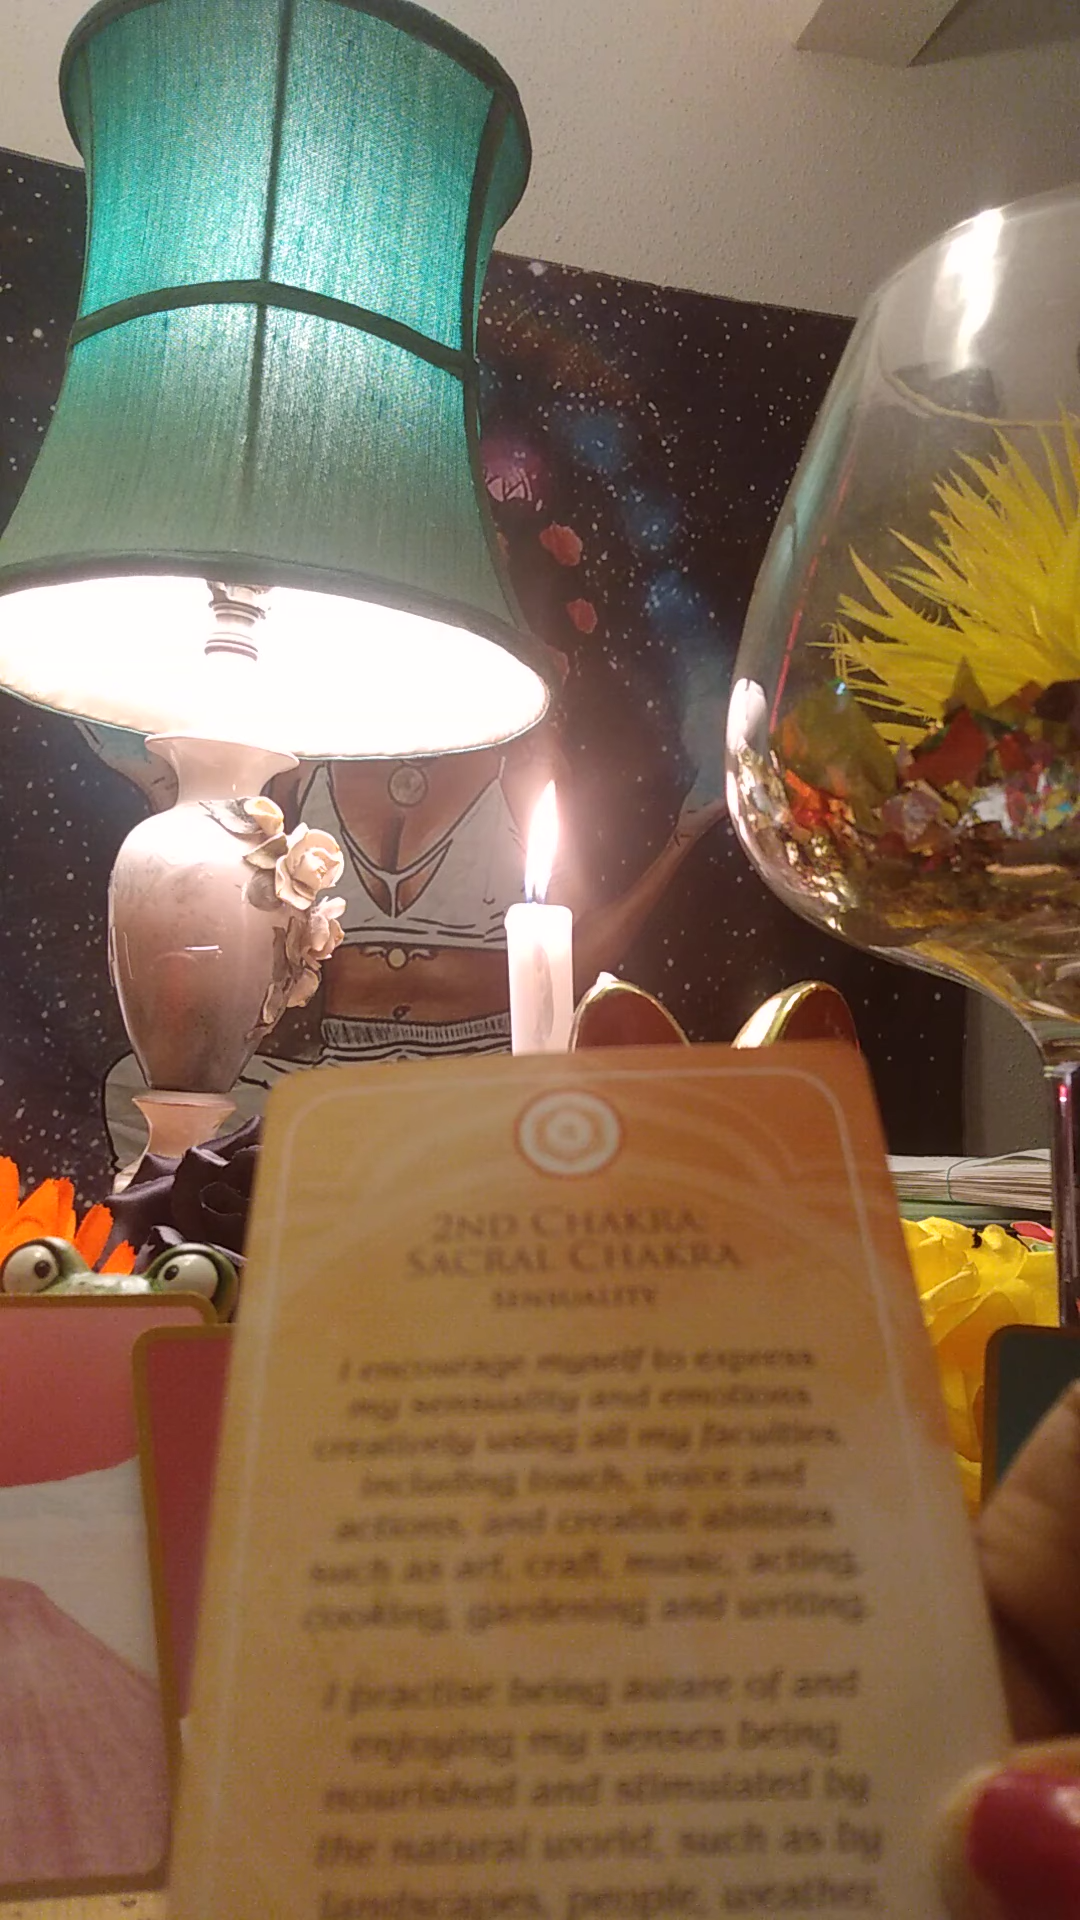 2ND CHAKRA:
SACRAL CHAKRA
SENSUALITY
I encourage myself to express
my sensuality and emotions
creatively using all my faculties,
including touch, voice and
actions, and creative abilities
such as art, craft, music, acting,
cooking, gardening and writing.
I practise being aware of and
enjoying my senses being
nourished and stimulated by
the natural world, such as by
landscapes, people, weather,